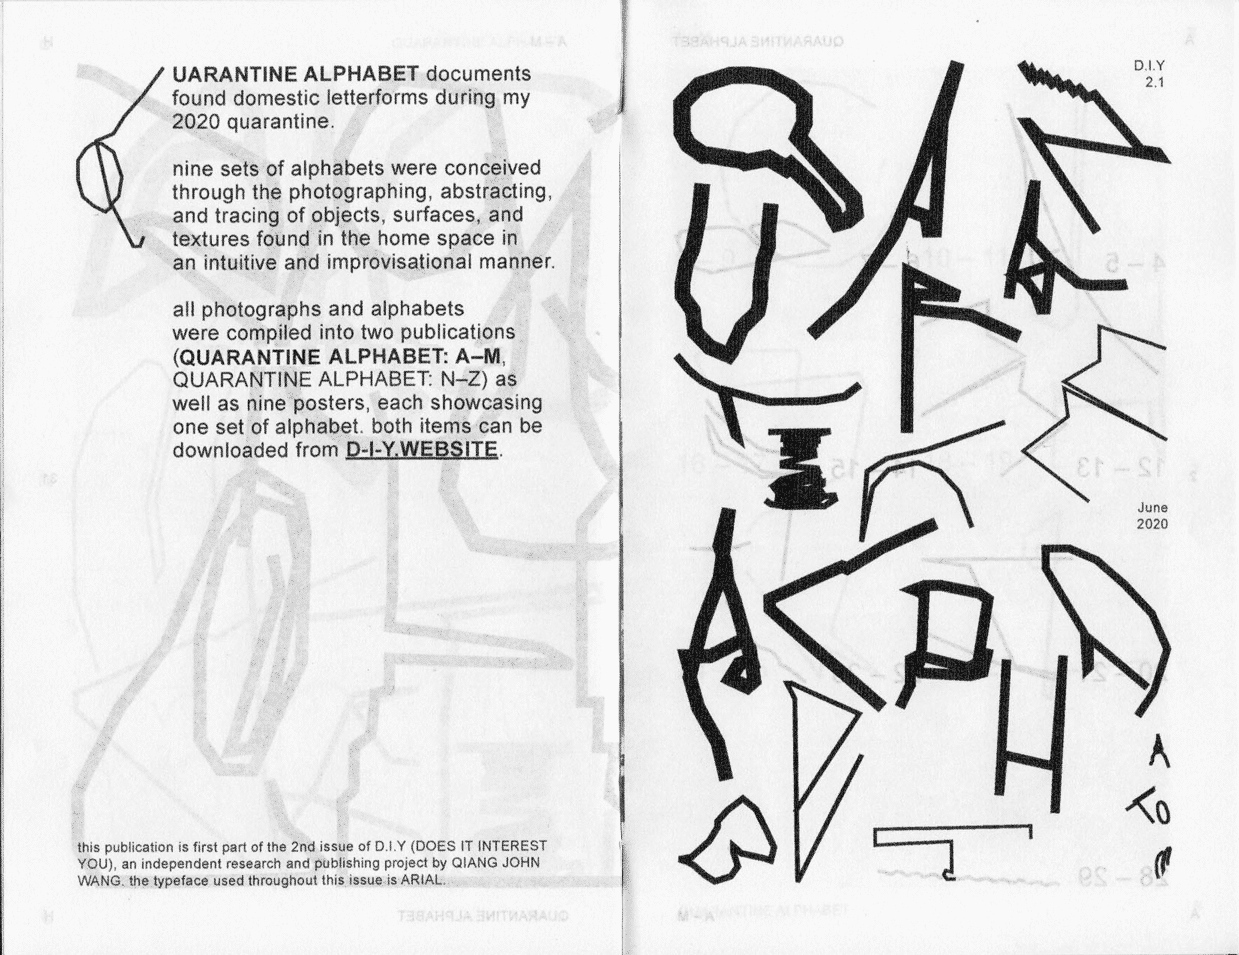 QUARANTINE ALPHABET documents
found domestic letterforms during my
2020 quarantine.
nine sets of alphabets were conceived
through the photographing, abstracting,
and tracing of objects, surfaces, and
textures found in the home space in
an intuitive and improvisational manner.
all photographs and alphabets
were compiled into two publications
(QUARANTINE ALPHABET: A–M,
QUARANTINE ALPHABET: N–Z) as
well as nine posters, each showcasing
one set of alphabet. both items can be
downloaded from D-I-Y.WEBSITE.
this publication is first part of the 2nd issue of D.I.Y (DOES IT INTEREST
YOU), an independent research and publishing project by QIANG JOHN
WANG. the typeface used throughout this issue is ARIAL.
D.I.Y
2.1
QUARANTINE
June
2020
ALPHABET
A
TO
M